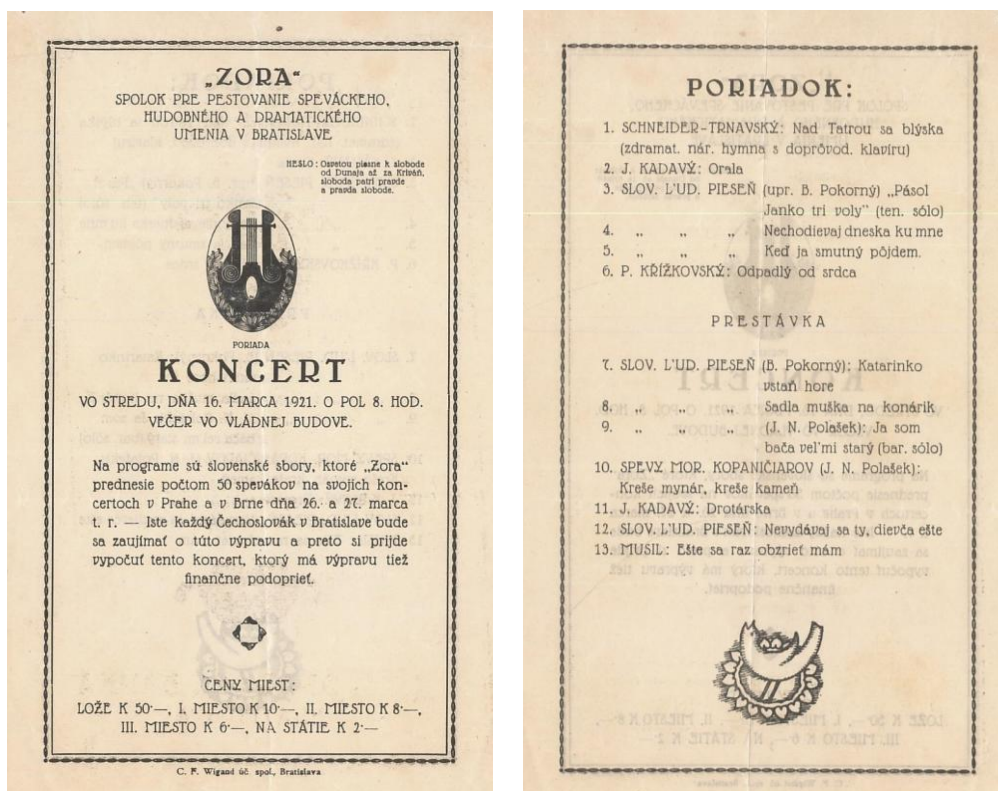 „ZORA“
SPOLOK PRE PESTOVANIE SPEVÁCKEHO,
HUDOBNÉHO A DRAMATICKÉHO
UMENIA V BRATISLAVE
HESLO: Osvetou piesne k slobode
od Dunaja až za Kriváň,
sloboda patrí pravde
a pravda slobode.
PORIADA
KONCERT
VO STREDU, DŇA 16. MARCA 1921. O POL 8. HOD.
VEČER VO VLÁDNEJ BUDOVE.
Na programe sú slovenské sbory, ktoré „Zora“
prednesie počtom 50 spevákov na svojich kon-
certoch v Prahe a v Brne dňa 26. a 27. marca
t. r. — Iste každý Čechoslovák v Bratislave bude
sa zaujímať o túto výpravu a preto si prijde
vypočuť tento koncert, ktorý má výpravu tiež
finančne podopriеť.
CENY MIEST:
LOŽE K 50·—, I. MIESTO K 10·—, II. MIESTO K 8·—,
III. MIESTO K 6·—, NA STÁTIE K 2·—
C. F. Wigand úč. spol., Bratislava
PORIADOK:
1. SCHNEIDER-TRNAVSKÝ: Nad Tatrou sa blýska
(zdramat. nár. hymna s doprôvod. klavíru)
2. J. KADAVÝ: Orala
3. SLOV. ĽUD. PIESEŇ (upr. B. Pokorný) „Pásol
Janko tri voly” (ten. sólo)
4. „ „ „ Nechodievaj dneska ku mne
5. „ „ „ Keď ja smutný pôjdem.
6. P. KŘÍŽKOVSKÝ: Odpadlý od srdca
PRESTÁVKA
7. SLOV. ĽUD. PIESEŇ (B. Pokorný): Katarinko
vstaň hore
8. „ „ „ Sadla muška na konárik
9. „ „ „ (J. N. Polašek): Ja som
bača veľmi starý (bar. sólo)
10. SPEVY MOR. KOPANIČIAROV (J. N. Polašek):
Kreše mynár, kreše kameň
11. J. KADAVÝ: Drotárska
12. SLOV. ĽUD. PIESEŇ: Nevydávaj sa ty, dievča ešte
13. MUSIL: Ešte sa raz obzrieť mám